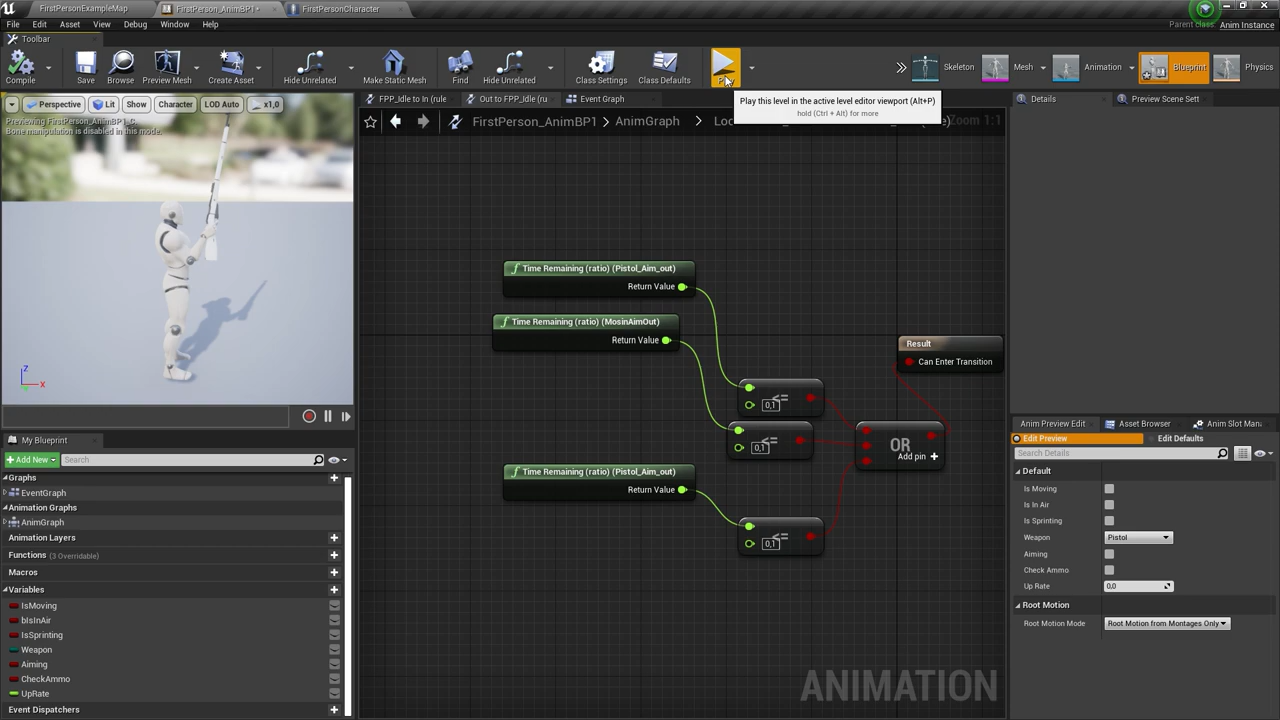 FirstPersonExampleMap
FirstPerson_AnimBP1
FirstPersonCharacter
File Edit Asset View Debug Window Help
Parent class: Anim Instance
Toolbar
Compile
Save
Browse
Preview Mesh
Create Asset
Hide Unrelated
Make Static Mesh
Find
Hide Unrelated
Class Settings
Class Defaults
Skeleton
Mesh
Animation
Blueprint
Physics
Play this level in the active level editor viewport (Alt+P)
hold (Ctrl + Alt) for more
Perspective Lit Show Character LOD Auto x1,0
Bone manipulation is disabled in this mode.
Z
X
FPP_Idle to In (rule
Out to FPP_Idle (ru
Event Graph
FirstPerson_AnimBP1 > AnimGraph >
Zoom 1:1
Time Remaining (ratio) (Pistol_Aim_out)
Return Value
Time Remaining (ratio) (MosinAimOut)
Return Value
Result
Can Enter Transition
<=
0,1
<=
0,1
OR
Add pin +
Time Remaining (ratio) (Pistol_Aim_out)
Return Value
<=
0,1
ANIMATION
My Blueprint
+ Add New
Search
Graphs
EventGraph
Animation Graphs
AnimGraph
Animation Layers
Functions (3 Overridable)
Macros
Variables
IsMoving
bIsInAir
IsSprinting
Weapon
Aiming
CheckAmmo
UpRate
Event Dispatchers
Details
Preview Scene Sett
Anim Preview Edit
Asset Browser
Anim Slot Man
Edit Preview
Edit Defaults
Search Details
Default
Is Moving
Is In Air
Is Sprinting
Weapon Pistol
Aiming
Check Ammo
Up Rate 0,0
Root Motion
Root Motion Mode Root Motion from Montages Only